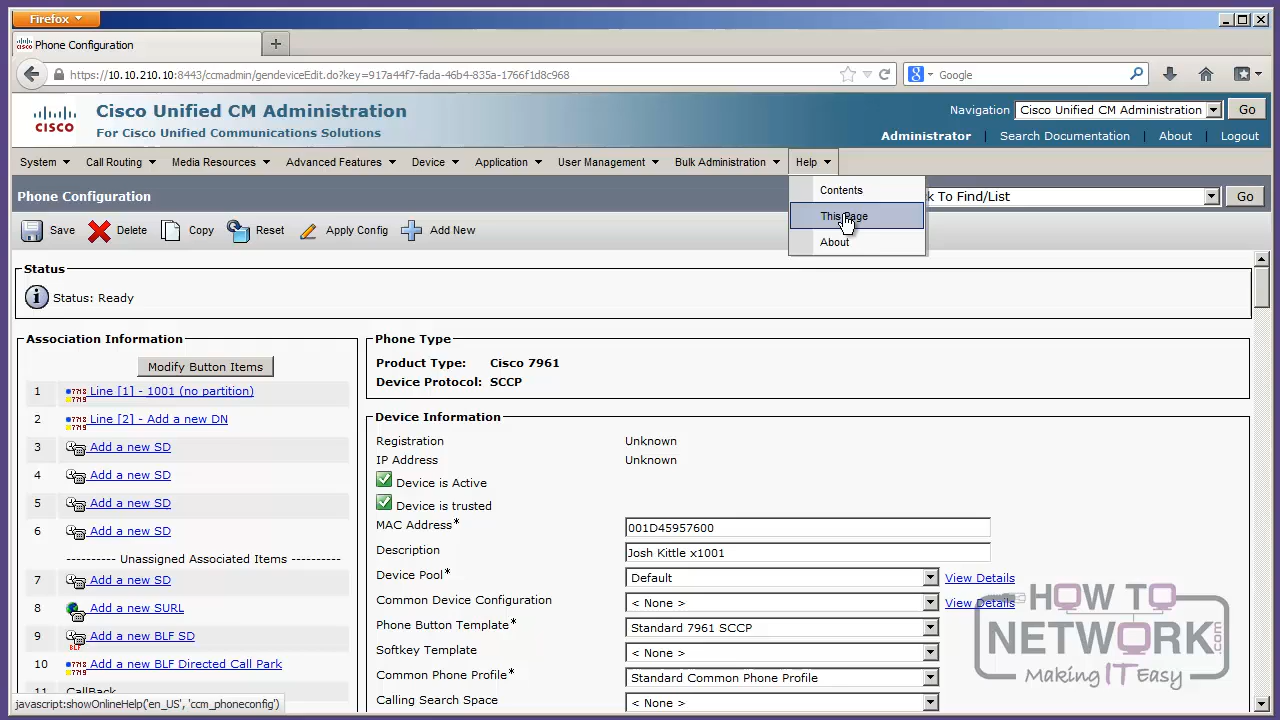 Firefox
Phone Configuration
https://10.10.210.10:8443/ccmadmin/gendeviceEdit.do?key=917a44f7-fada-46b4-835a-1766f1d8c968
Google
CISCO
Cisco Unified CM Administration
For Cisco Unified Communications Solutions
Navigation Cisco Unified CM Administration Go
Administrator | Search Documentation | About | Logout
System Call Routing Media Resources Advanced Features Device Application User Management Bulk Administration Help
Contents
This Page
About
Phone Configuration
k To Find/List Go
Save Delete Copy Reset Apply Config Add New
Status
Status: Ready
Association Information
Modify Button Items
1 Line [1] - 1001 (no partition)
2 Line [2] - Add a new DN
3 Add a new SD
4 Add a new SD
5 Add a new SD
6 Add a new SD
---------- Unassigned Associated Items ----------
7 Add a new SD
8 Add a new SURL
9 Add a new BLF SD
10 Add a new BLF Directed Call Park
11 CallBack
Phone Type
Product Type: Cisco 7961
Device Protocol: SCCP
Device Information
Registration Unknown
IP Address Unknown
Device is Active
Device is trusted
MAC Address* 001D45957600
Description Josh Kittle x1001
Device Pool* Default View Details
Common Device Configuration < None > View Details
Phone Button Template* Standard 7961 SCCP
Softkey Template < None >
Common Phone Profile* Standard Common Phone Profile
Calling Search Space < None >
javascript:showOnlineHelp('en_US', 'ccm_phoneconfig')
HOW TO
NETWORK.com
Making IT Easy